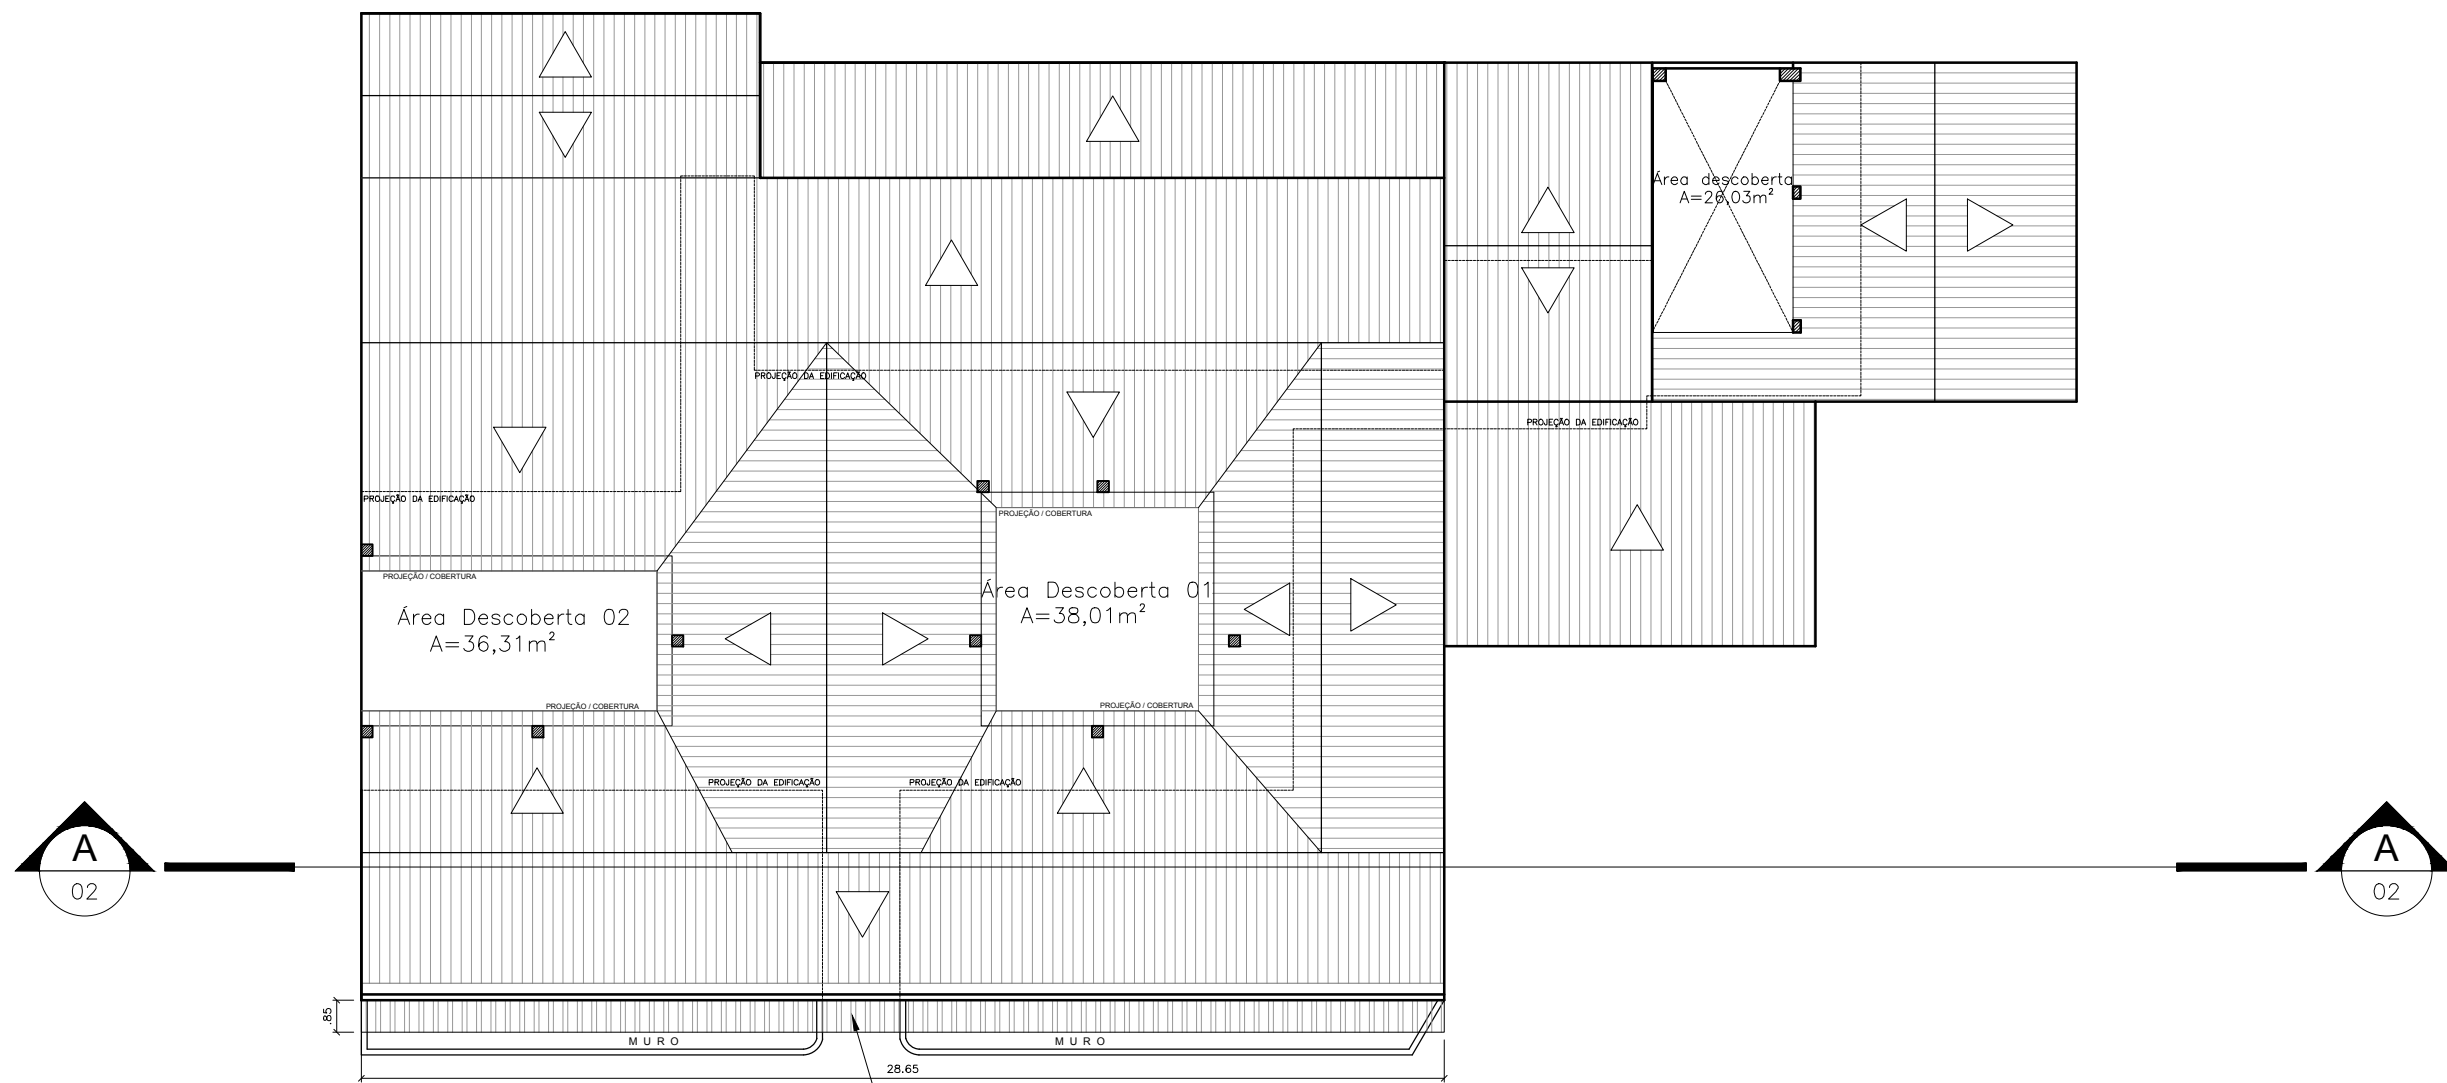 Área descoberta
A=26,03m²
PROJEÇÃO DA EDIFICAÇÃO
PROJEÇÃO DA EDIFICAÇÃO
PROJEÇÃO DA EDIFICAÇÃO
PROJEÇÃO / COBERTURA
PROJEÇÃO / COBERTURA
Área Descoberta 01
A=38,01m²
Área Descoberta 02
A=36,31m²
PROJEÇÃO / COBERTURA
PROJEÇÃO / COBERTURA
PROJEÇÃO DA EDIFICAÇÃO
PROJEÇÃO DA EDIFICAÇÃO
A
02
A
02
.85
MURO
MURO
28.65